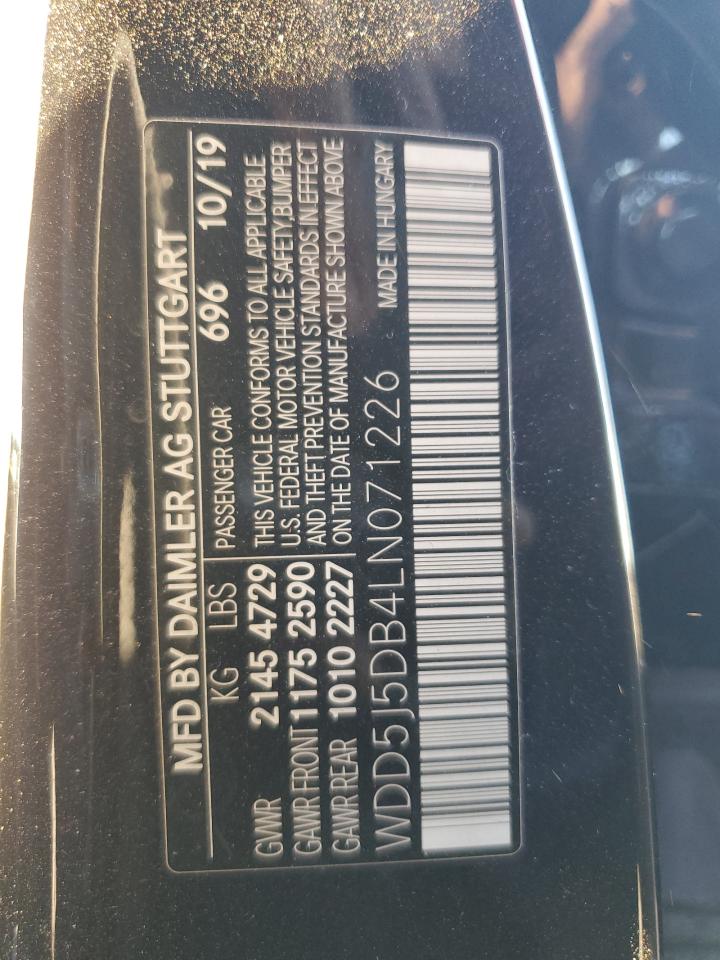 MFD BY DAIMLER AG STUTTGART
KG LBS PASSENGER CAR 696 10/19
GVWR 2145 4729 THIS VEHICLE CONFORMS TO ALL APPLICABLE
GAWR FRONT 1175 2590 U.S. FEDERAL MOTOR VEHICLE SAFETY,BUMPER
AND THEFT PREVENTION STANDARDS IN EFFECT
GAWR REAR 1010 2227 ON THE DATE OF MANUFACTURE SHOWN ABOVE
WDD5J5DB4LN071226 MADE IN HUNGARY